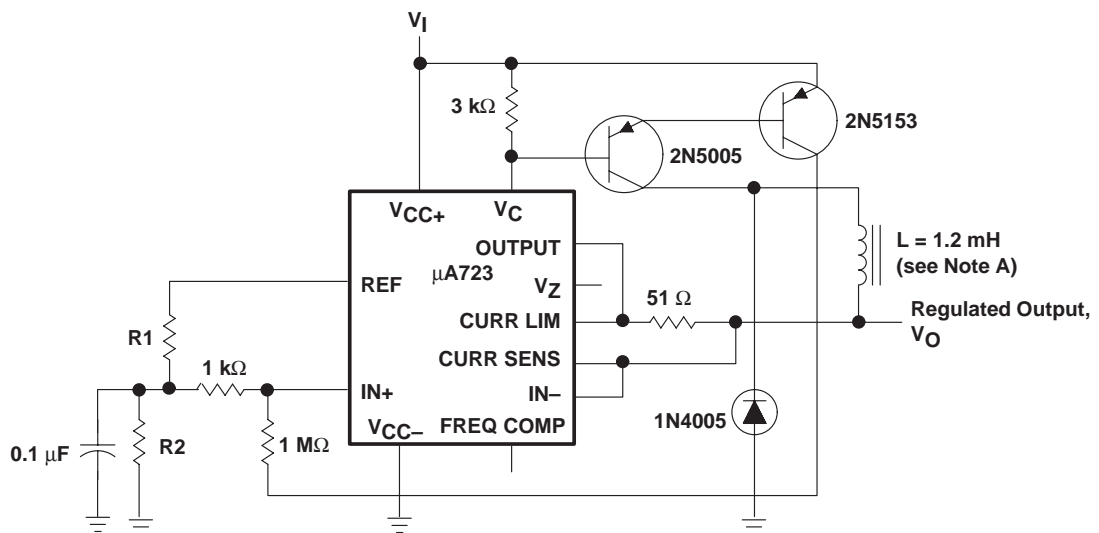 VI
3 kΩ
2N5153
2N5005
VCC+
VC
OUTPUT
μA723
REF
VZ
L = 1.2 mH
(see Note A)
51 Ω
CURR LIM
Regulated Output,
VO
R1
CURR SENS
1 kΩ
IN+
IN–
1N4005
VCC–
FREQ COMP
0.1 μF
R2
1 MΩ